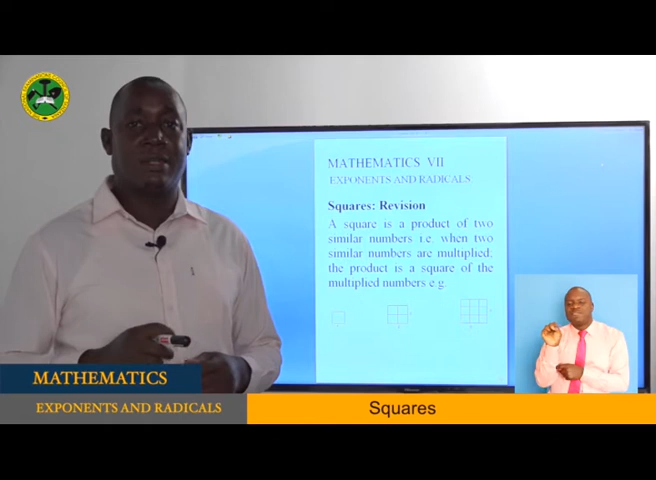 MATHEMATICS VII
EXPONENTS AND RADICALS
Squares: Revision
A square is a product of two
similar numbers i.e. when two
similar numbers are multiplied;
the product is a square of the
multiplied numbers e.g.
MATHEMATICS
EXPONENTS AND RADICALS
Squares